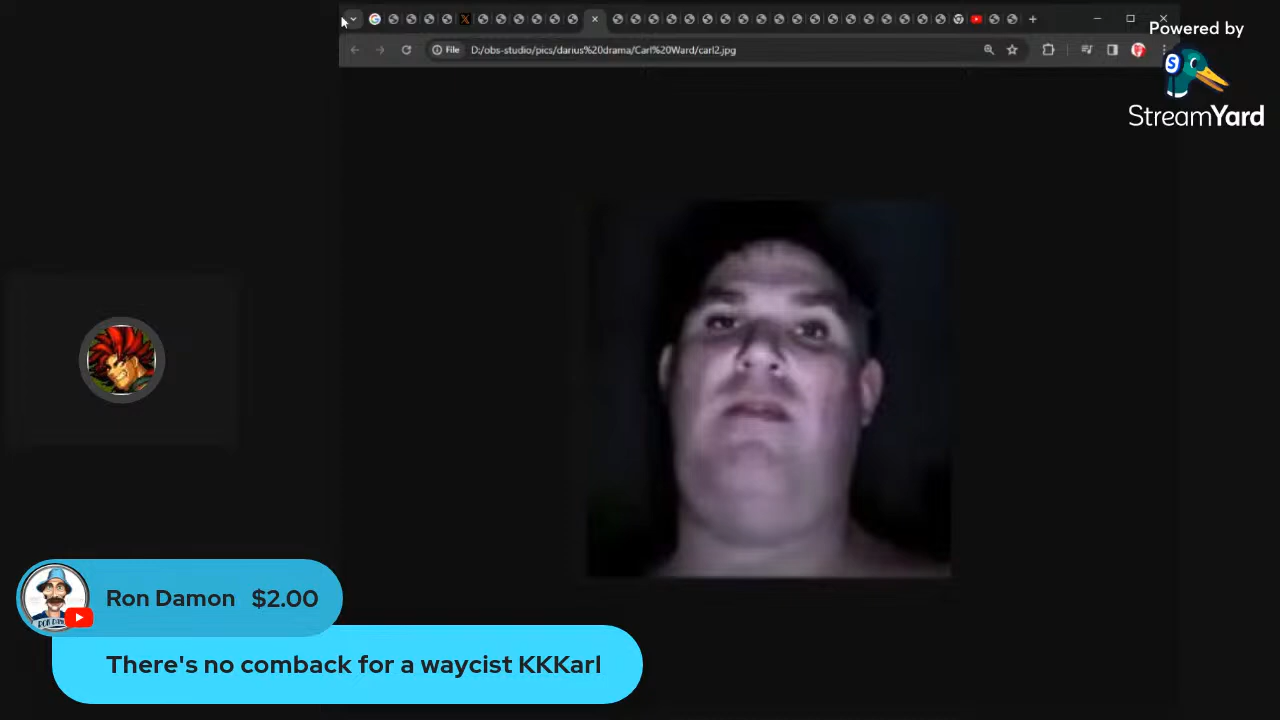 File
D:/obs-studio/pics/darius%20drama/Carl%20Ward/carl2.jpg
Powered by
StreamYard
Ron Damon $2.00
There's no comback for a waycist KKKarl